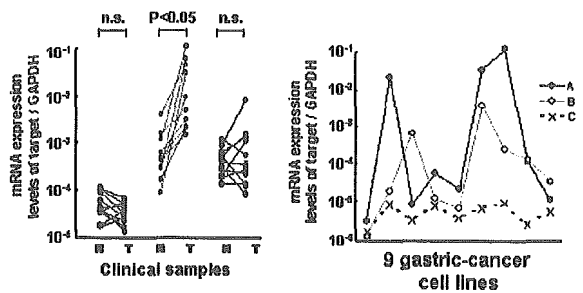 n.s.
P<0.05
n.s.
mRNA expression
levels of target / GAPDH
10⁻¹
10⁻²
10⁻³
10⁻⁴
10⁻⁵
T
T
T
Clinical samples
mRNA expression
levels of target / GAPDH
10⁻¹
10⁻²
10⁻³
10⁻⁴
10⁻⁵
10⁻⁶
A
B
C
9 gastric-cancer
cell lines